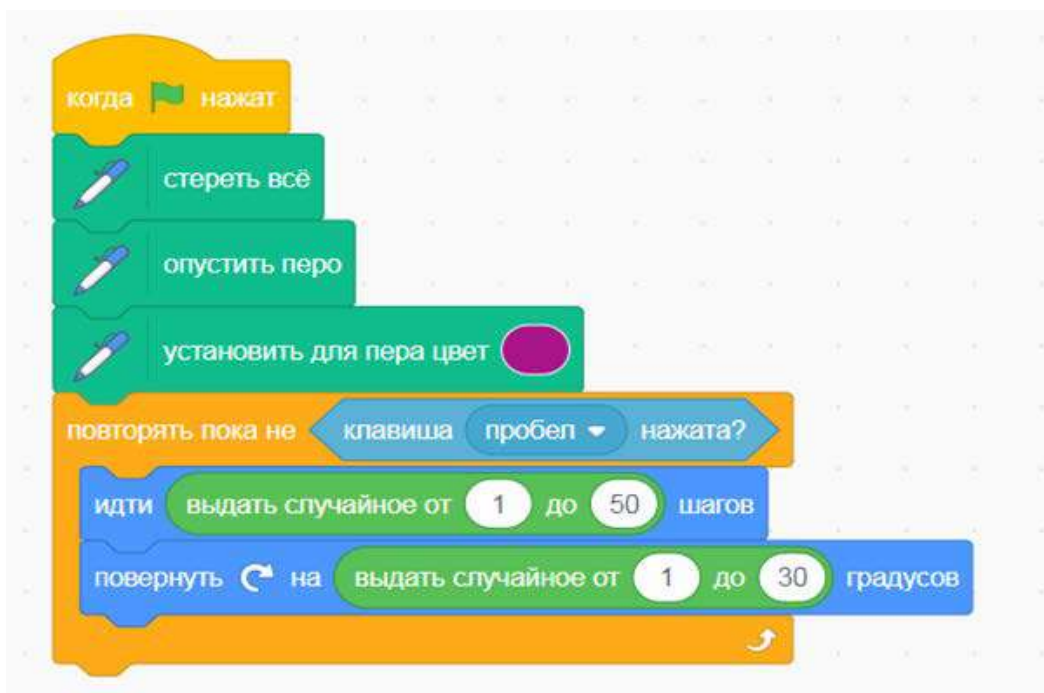 когда нажат
стереть всё
опустить перо
установить для пера цвет
повторять пока не клавиша пробел нажата?
идти выдать случайное от 1 до 50 шагов
повернуть на выдать случайное от 1 до 30 градусов